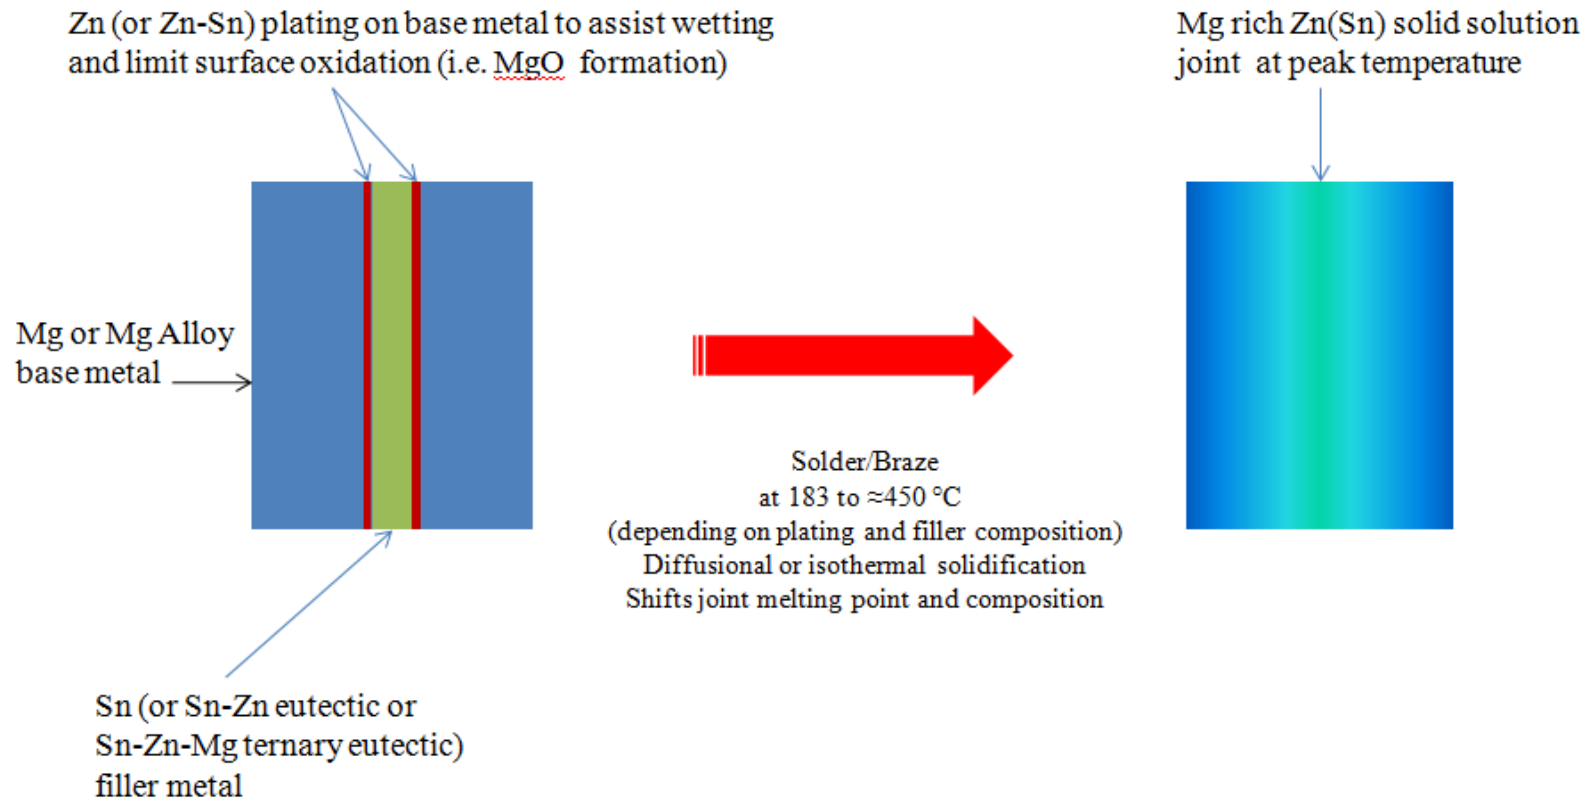 Zn (or Zn-Sn) plating on base metal to assist wetting
and limit surface oxidation (i.e. MgO formation)
Mg rich Zn(Sn) solid solution
joint at peak temperature
Mg or Mg Alloy
base metal
Solder/Braze
at 183 to ≈450 °C
(depending on plating and filler composition)
Diffusional or isothermal solidification
Shifts joint melting point and composition
Sn (or Sn-Zn eutectic or
Sn-Zn-Mg ternary eutectic)
filler metal